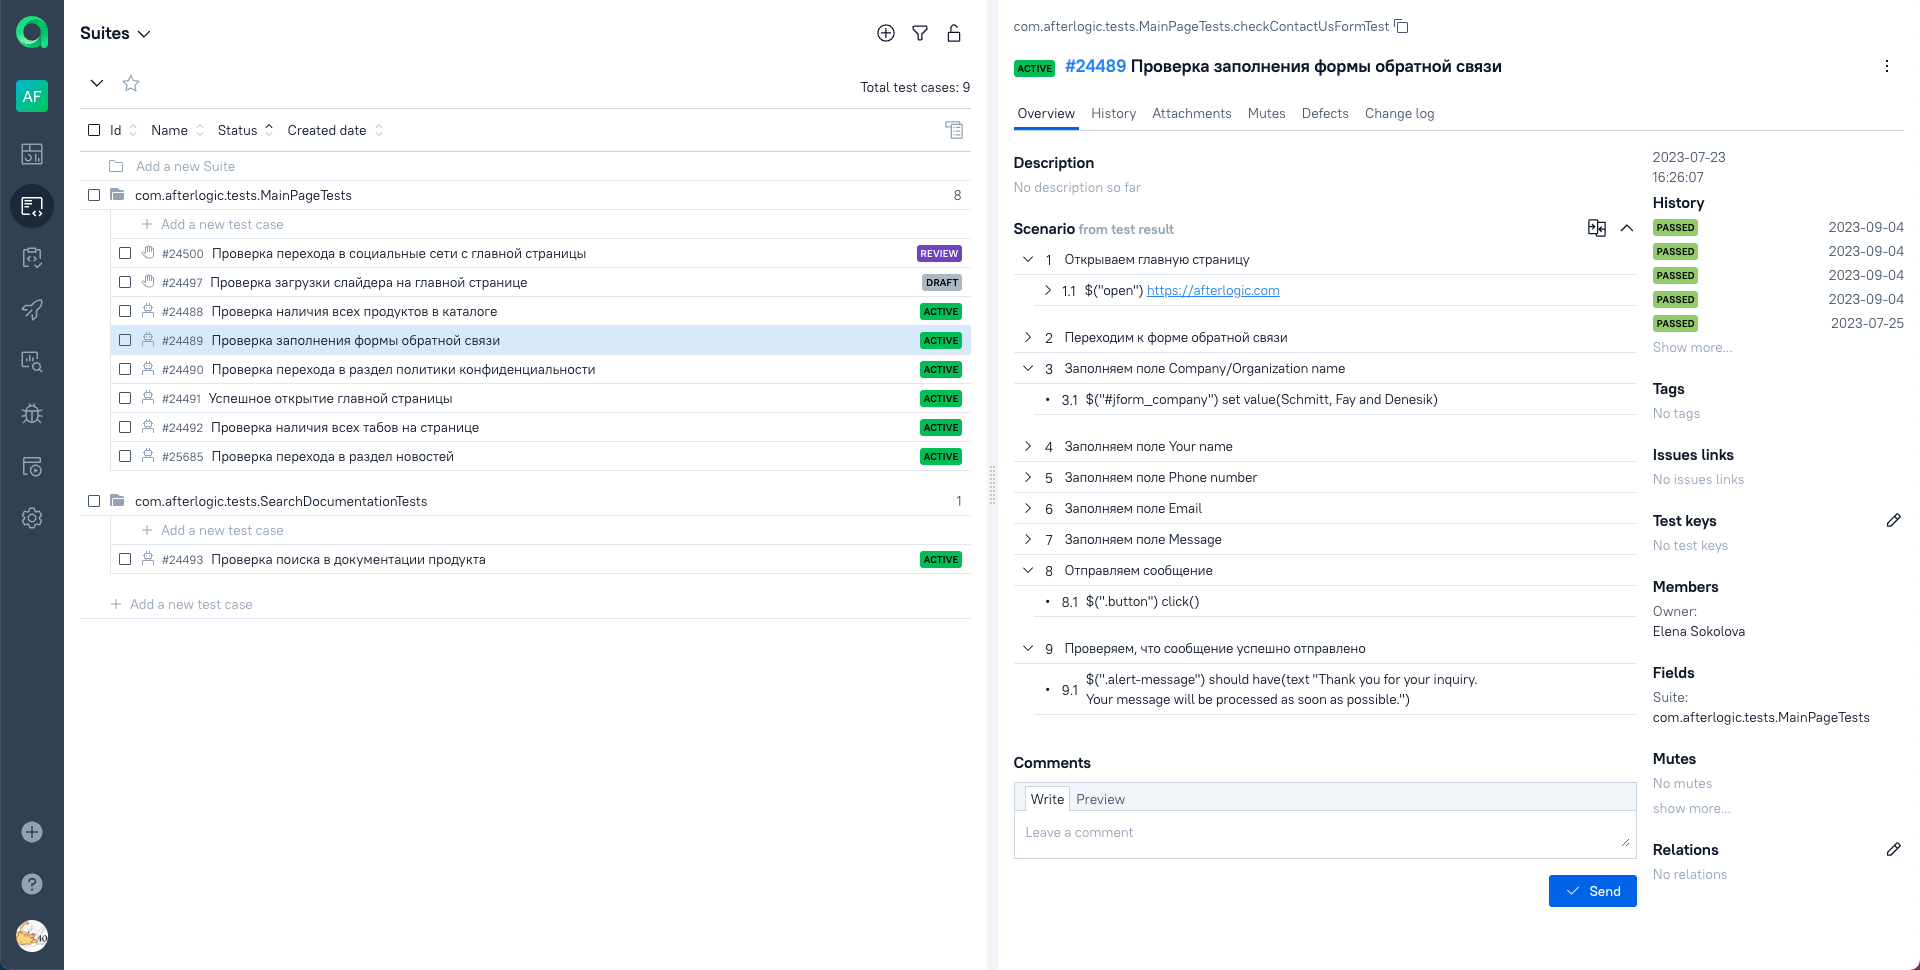 AF
Suites
Total test cases: 9
Id Name Status Created date
Add a new Suite
com.afterlogic.tests.MainPageTests 8
Add a new test case
#24500 Проверка перехода в социальные сети с главной страницы REVIEW
#24497 Проверка загрузки слайдера на главной странице DRAFT
#24488 Проверка наличия всех продуктов в каталоге ACTIVE
#24489 Проверка заполнения формы обратной связи ACTIVE
#24490 Проверка перехода в раздел политики конфиденциальности ACTIVE
#24491 Успешное открытие главной страницы ACTIVE
#24492 Проверка наличия всех табов на странице ACTIVE
#25685 Проверка перехода в раздел новостей ACTIVE
com.afterlogic.tests.SearchDocumentationTests 1
Add a new test case
#24493 Проверка поиска в документации продукта ACTIVE
Add a new test case
com.afterlogic.tests.MainPageTests.checkContactUsFormTest
ACTIVE #24489 Проверка заполнения формы обратной связи
Overview History Attachments Mutes Defects Change log
Description
No description so far
Scenario from test result
1 Открываем главную страницу
1.1 $("open") https://afterlogic.com
2 Переходим к форме обратной связи
3 Заполняем поле Company/Organization name
3.1 $("#jform_company") set value(Schmitt, Fay and Denesik)
4 Заполняем поле Your name
5 Заполняем поле Phone number
6 Заполняем поле Email
7 Заполняем поле Message
8 Отправляем сообщение
8.1 $(".button") click()
9 Проверяем, что сообщение успешно отправлено
9.1 $(".alert-message") should have(text "Thank you for your inquiry.
Your message will be processed as soon as possible.")
Comments
Write Preview
Leave a comment
Send
2023-07-23
16:26:07
History
PASSED 2023-09-04
PASSED 2023-09-04
PASSED 2023-09-04
PASSED 2023-09-04
PASSED 2023-07-25
Show more...
Tags
No tags
Issues links
No issues links
Test keys
No test keys
Members
Owner:
Elena Sokolova
Fields
Suite:
com.afterlogic.tests.MainPageTests
Mutes
No mutes
show more...
Relations
No relations